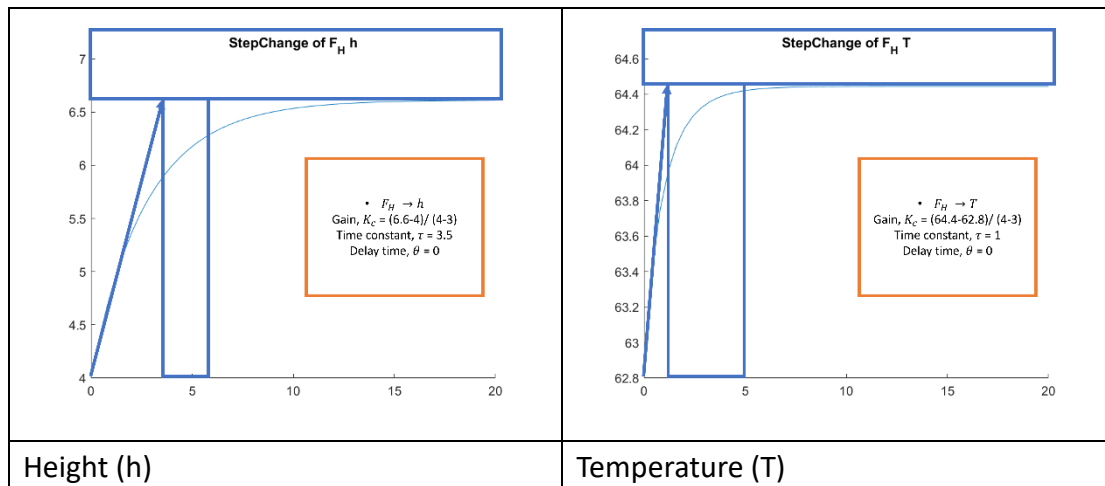 StepChange of F_H h
7
6.5
6
5.5
5
4.5
4
0 5 10 15 20
• F_H → h
Gain, K_c = (6.6-4)/ (4-3)
Time constant, τ = 3.5
Delay time, θ = 0
StepChange of F_H T
64.6
64.4
64.2
64
63.8
63.6
63.4
63.2
63
62.8
0 5 10 15 20
• F_H → T
Gain, K_c = (64.4-62.8)/ (4-3)
Time constant, τ = 1
Delay time, θ = 0
Height (h)
Temperature (T)